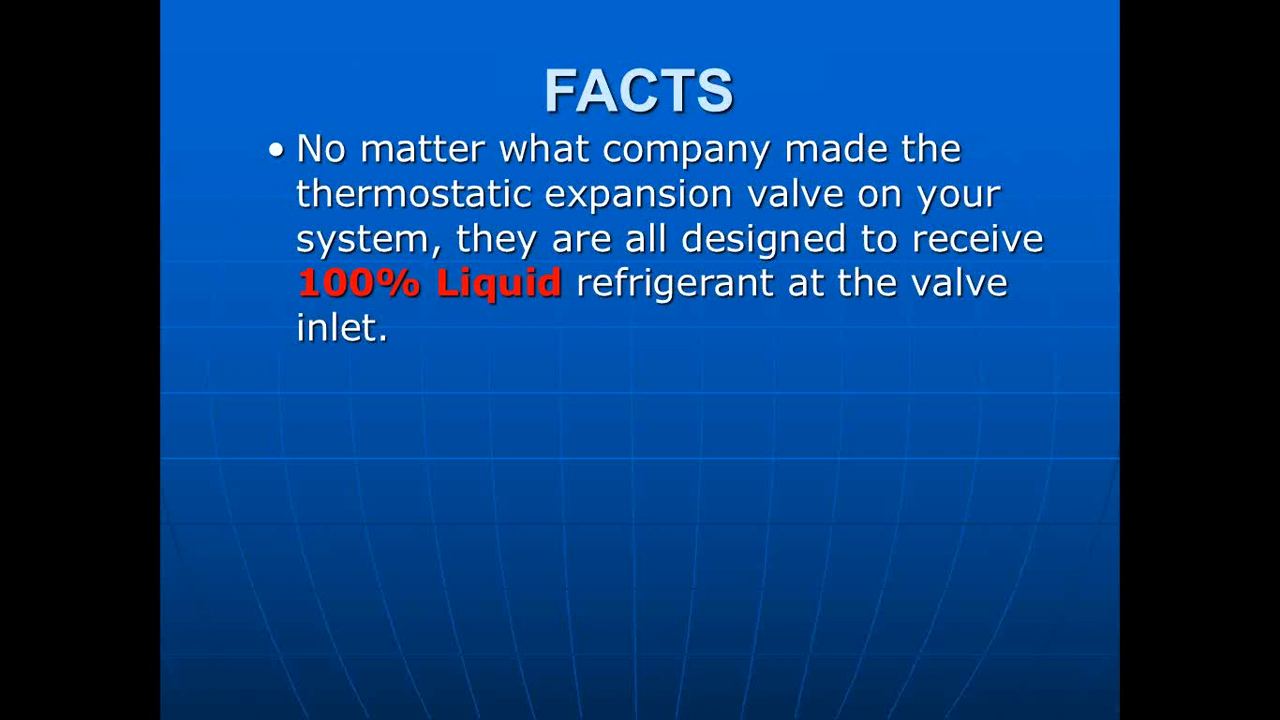 FACTS
• No matter what company made the
thermostatic expansion valve on your
system, they are all designed to receive
100% Liquid refrigerant at the valve
inlet.